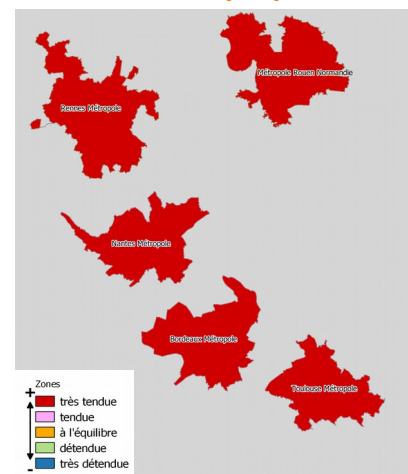 Métropole Rouen Normandie
Rennes Métropole
Nantes Métropole
Bordeaux Métropole
Toulouse Métropole
Zones
+
très tendue
tendue
à l'équilibre
détendue
très détendue
-